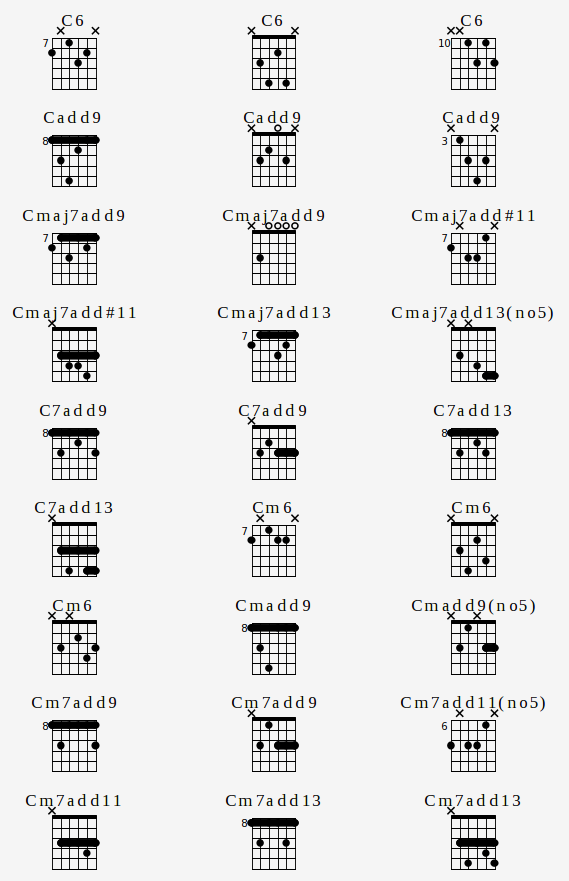 C6 C6 C6
7 10
Cadd9 Cadd9 Cadd9
8 3
Cmaj7add9 Cmaj7add9 Cmaj7add#11
7 7
Cmaj7add#11 Cmaj7add13 Cmaj7add13(no5)
7
C7add9 C7add9 C7add13
8 8
C7add13 Cm6 Cm6
7
Cm6 Cmadd9 Cmadd9(no5)
8
Cm7add9 Cm7add9 Cm7add11(no5)
8 6
Cm7add11 Cm7add13 Cm7add13
8